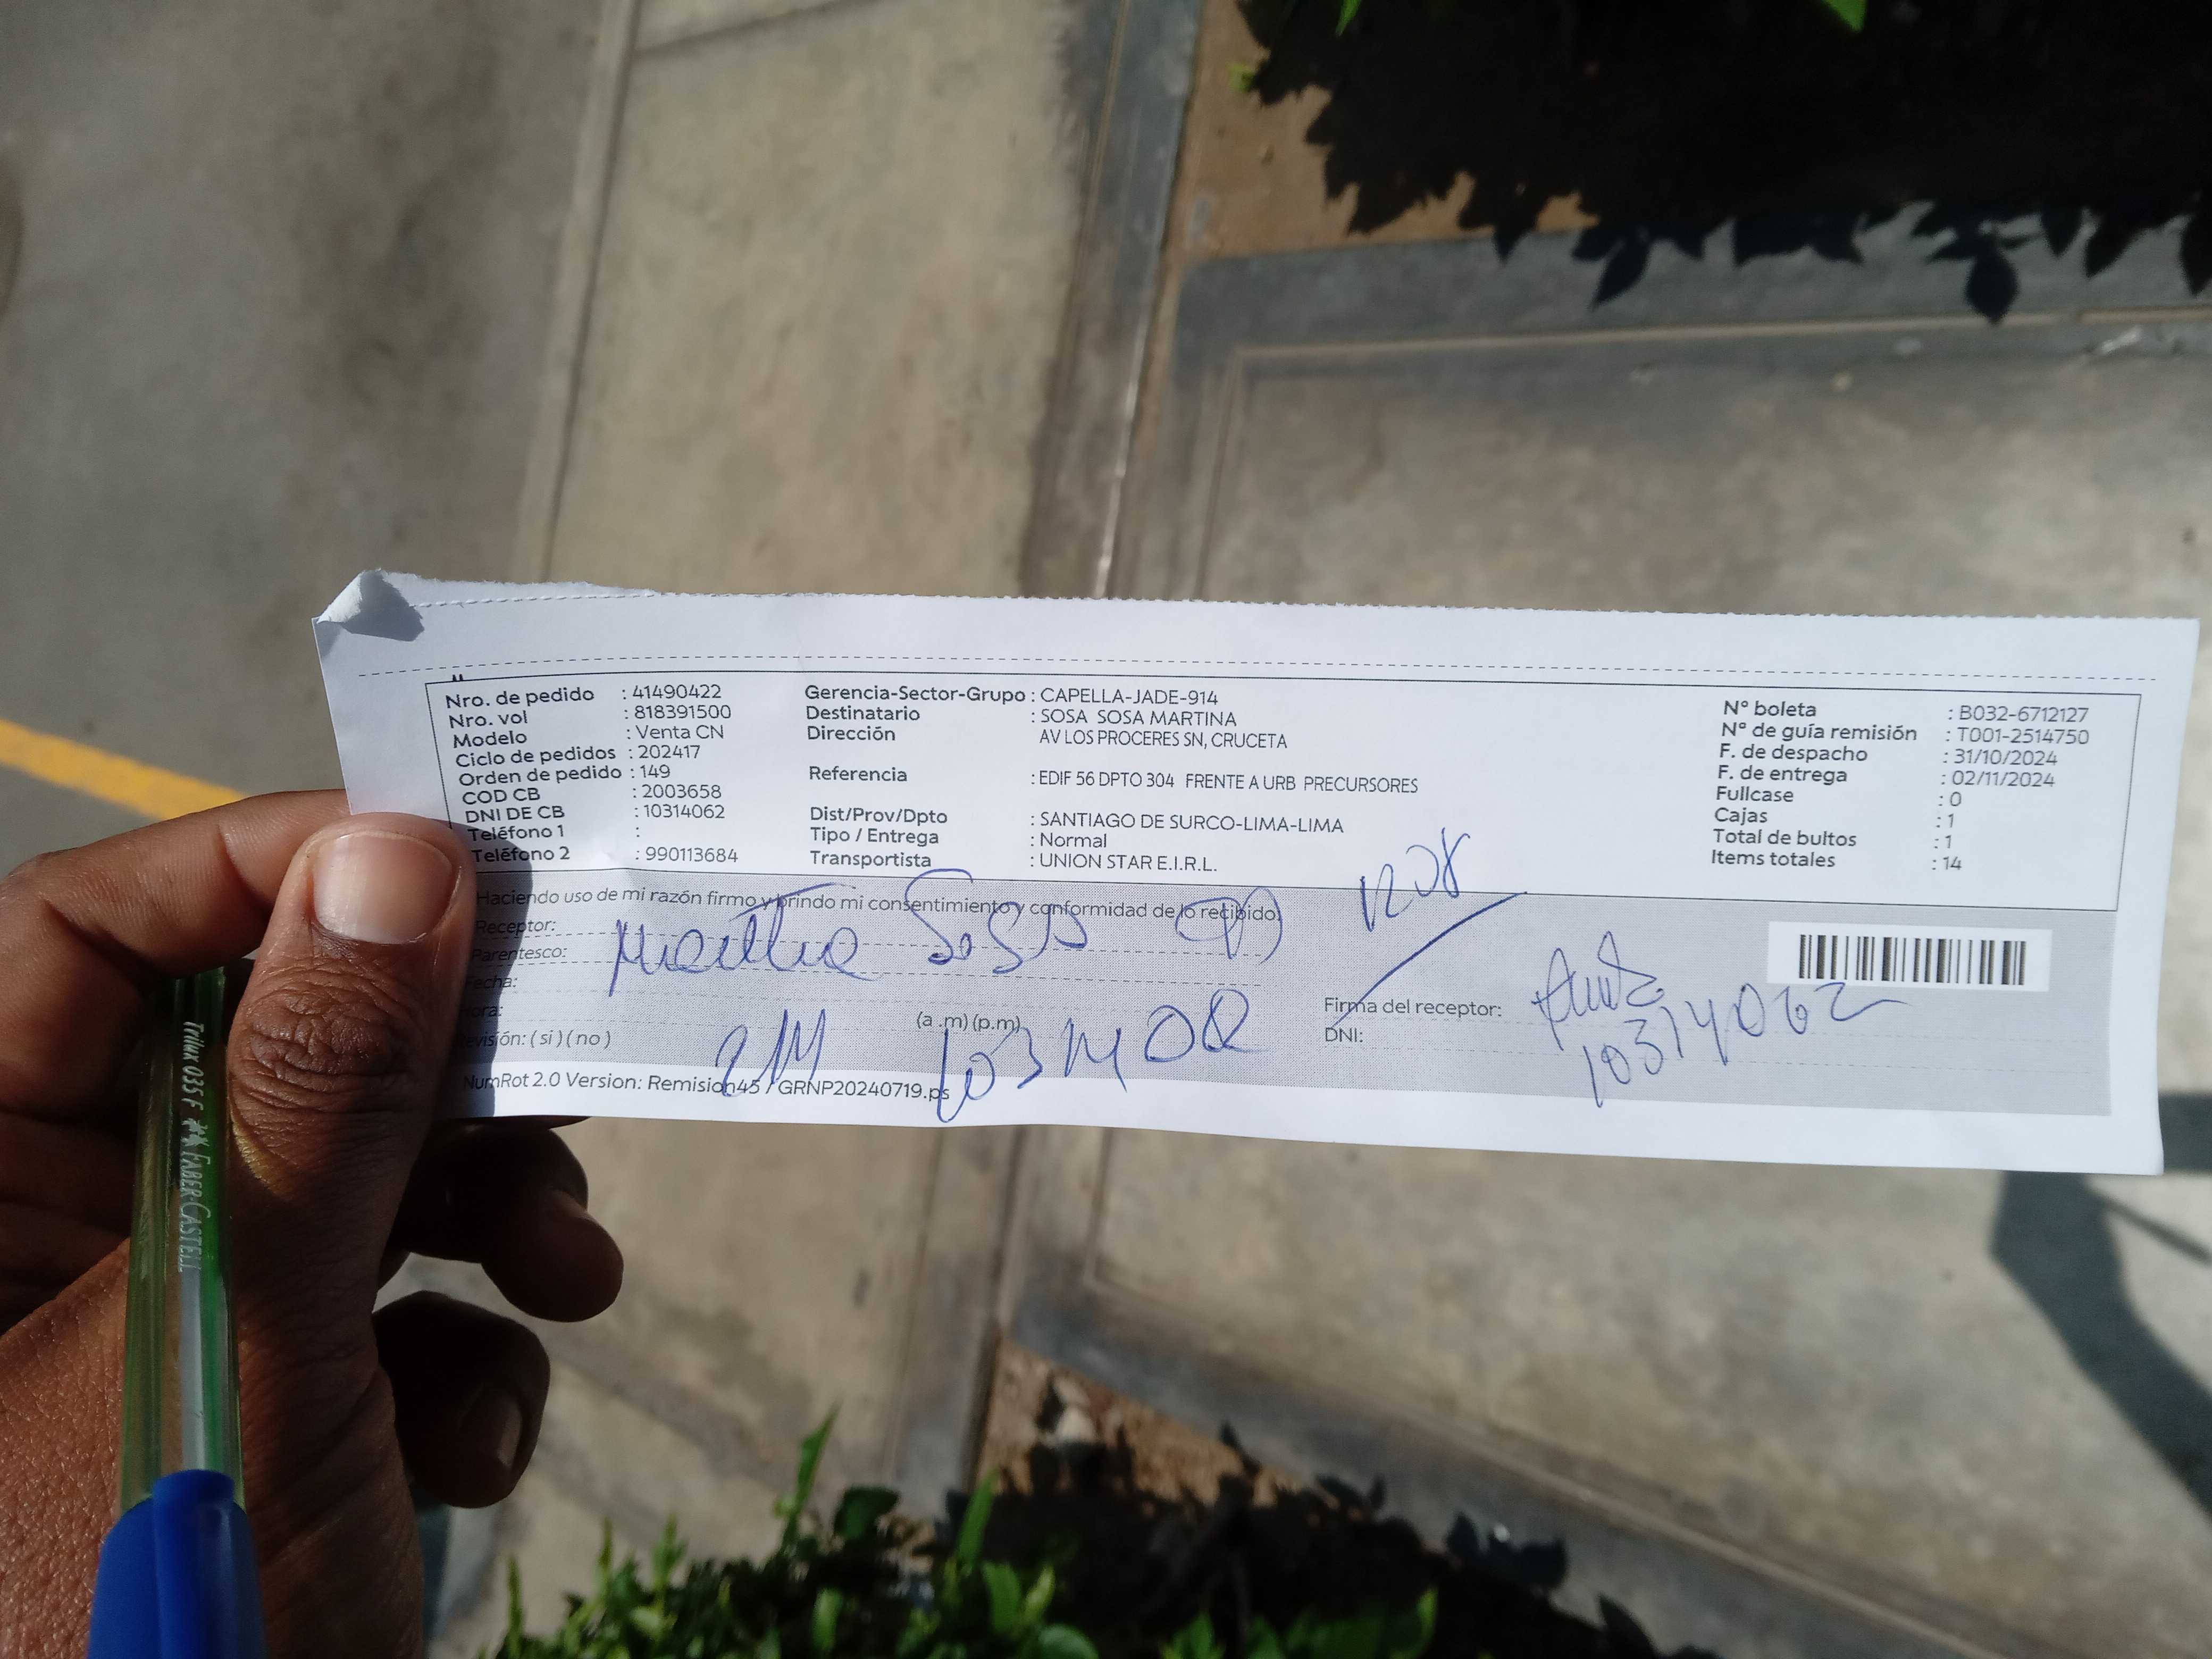 Nro. de pedido : 41490422
Nro. vol : 818391500
Modelo : Venta CN
Ciclo de pedidos : 202417
Orden de pedido : 149
COD CB : 2003658
DNI DE CB : 10314062
Teléfono 1 :
Teléfono 2 : 990113684
Gerencia-Sector-Grupo : CAPELLA-JADE-914
Destinatario : SOSA SOSA MARTINA
Dirección AV LOS PROCERES SN, CRUCETA
Referencia : EDIF 56 DPTO 304 FRENTE A URB PRECURSORES
Dist/Prov/Dpto : SANTIAGO DE SURCO-LIMA-LIMA
Tipo / Entrega : Normal
Transportista : UNION STAR E.I.R.L.
N° boleta : B032-6712127
N° de guía remisión : T001-2514750
F. de despacho : 31/10/2024
F. de entrega : 02/11/2024
Fullcase : 0
Cajas : 1
Total de bultos : 1
Items totales : 14
Haciendo uso de mi razón firmo y brindo mi consentimiento y conformidad de lo recibido.
Receptor:
Parentesco: Sosa
Fecha:
(a .m) (p.m)
(si) (no)
Firma del receptor:
DNI: 10314062
NumRot 2.0 Version: Remision45 / GRNP20240719.ps
Trilux 035 F FABER-CASTELL